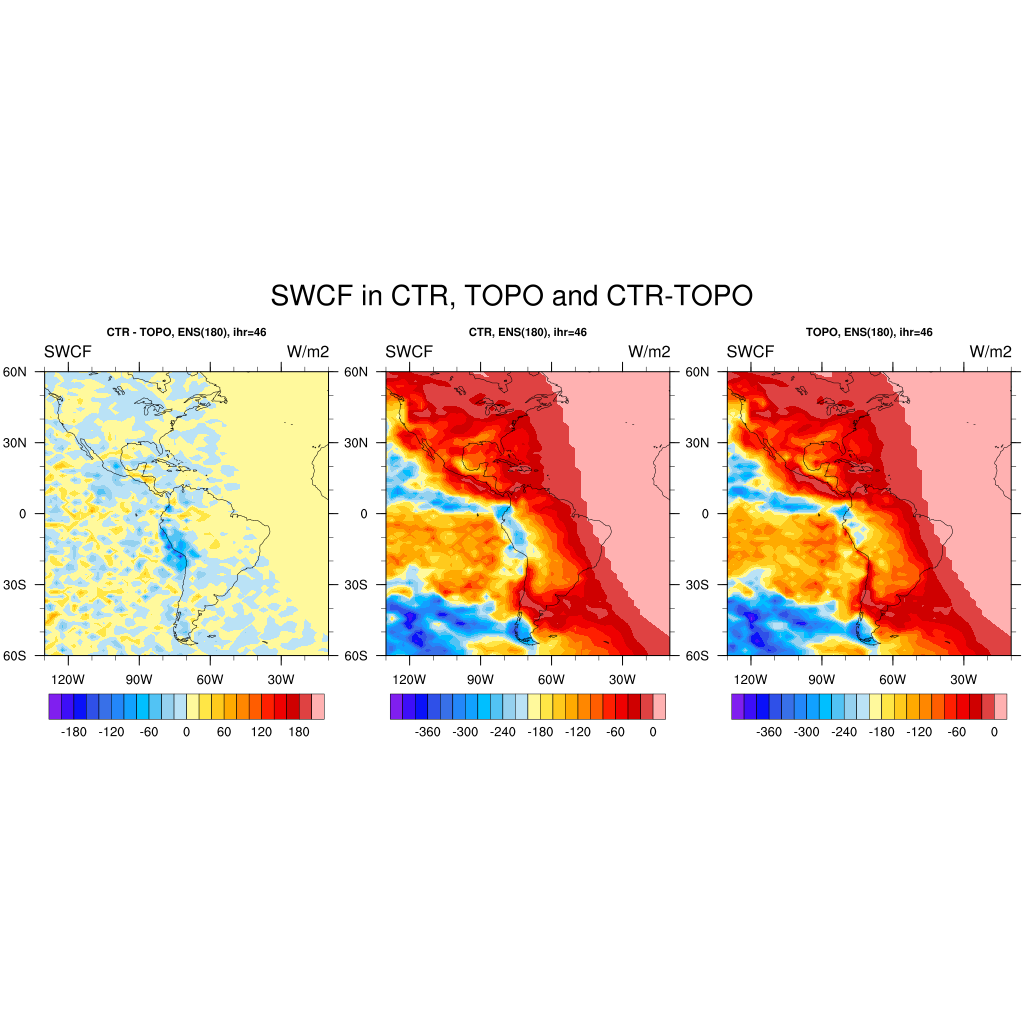 SWCF in CTR, TOPO and CTR-TOPO
CTR - TOPO, ENS(180), ihr=46
SWCF W/m2
60N
30N
0
30S
60S
120W 90W 60W 30W
-180 -120 -60 0 60 120 180
CTR, ENS(180), ihr=46
SWCF W/m2
60N
30N
0
30S
60S
120W 90W 60W 30W
-360 -300 -240 -180 -120 -60 0
TOPO, ENS(180), ihr=46
SWCF W/m2
60N
30N
0
30S
60S
120W 90W 60W 30W
-360 -300 -240 -180 -120 -60 0